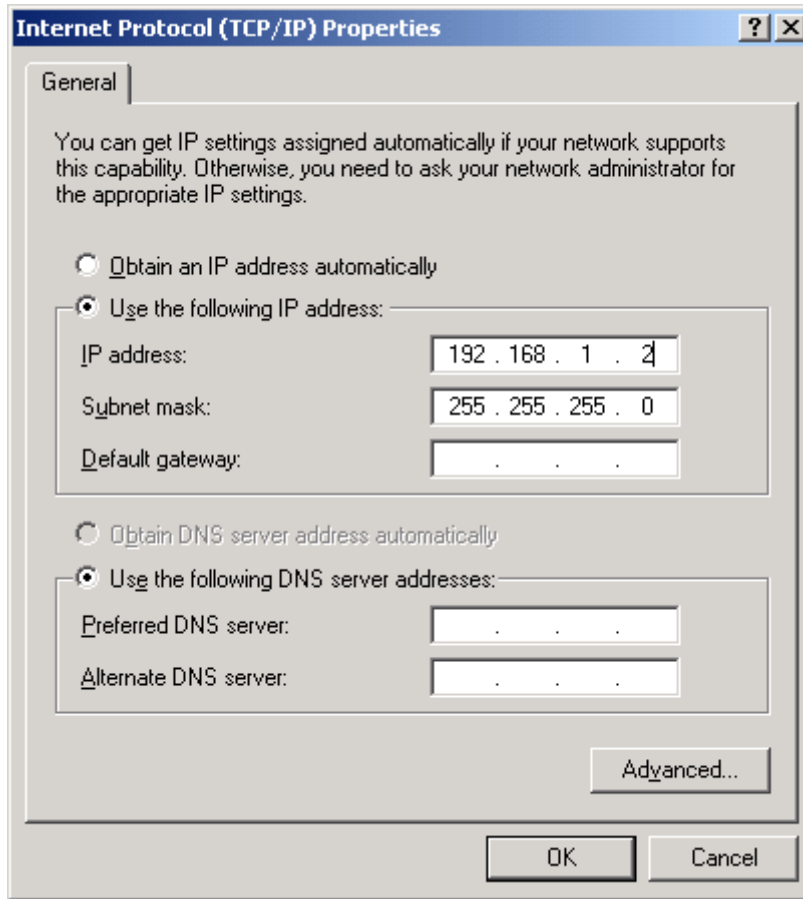 Internet Protocol (TCP/IP) Properties
General
You can get IP settings assigned automatically if your network supports
this capability. Otherwise, you need to ask your network administrator for
the appropriate IP settings.
Obtain an IP address automatically
Use the following IP address:
IP address: 192 . 168 . 1 . 2
Subnet mask: 255 . 255 . 255 . 0
Default gateway: . . .
Obtain DNS server address automatically
Use the following DNS server addresses:
Preferred DNS server: . . .
Alternate DNS server: . . .
Advanced...
OK Cancel